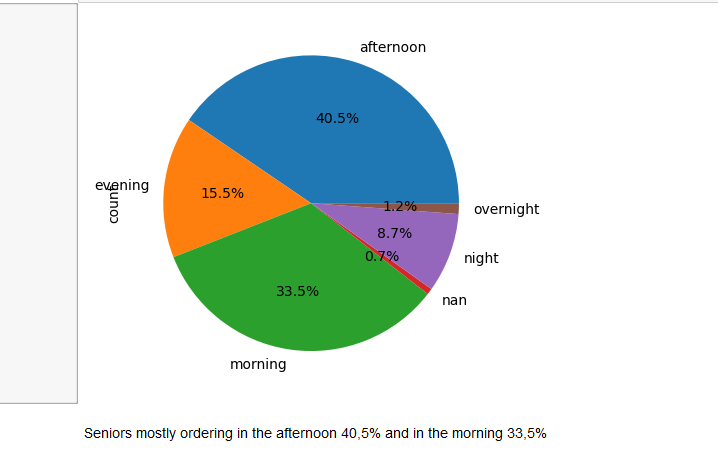 afternoon
40.5%
evening
count
15.5%
1.2%
overnight
8.7%
night
0.7%
nan
33.5%
morning
Seniors mostly ordering in the afternoon 40,5% and in the morning 33,5%